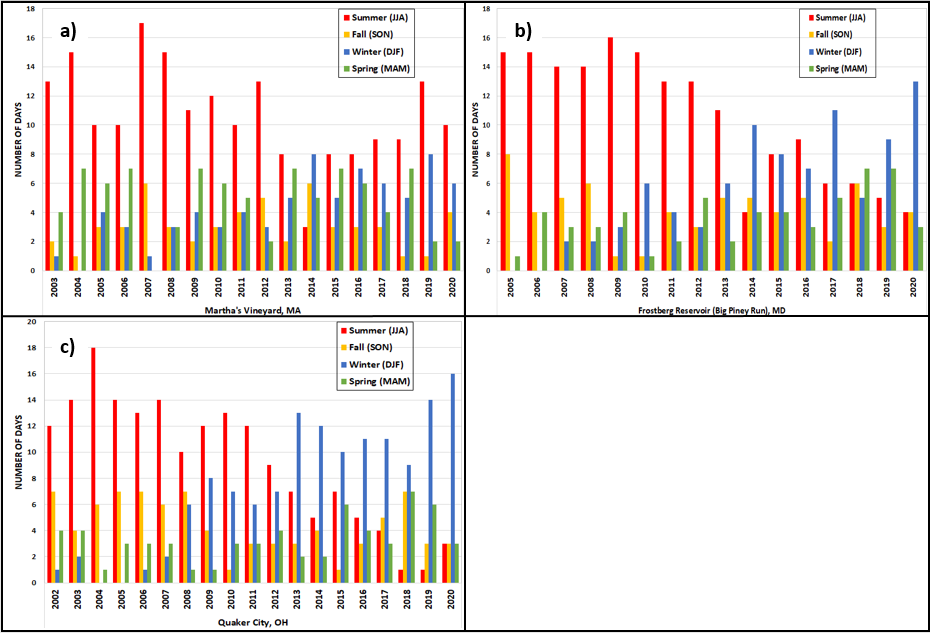 a)
Summer (JJA)
Fall (SON)
Winter (DJF)
Spring (MAM)
NUMBER OF DAYS
18
16
14
12
10
8
6
4
2
0
2003 2004 2005 2006 2007 2008 2009 2010 2011 2012 2013 2014 2015 2016 2017 2018 2019 2020
Martha's Vineyard, MA
b)
Summer (JJA)
Fall (SON)
Winter (DJF)
Spring (MAM)
NUMBER OF DAYS
18
16
14
12
10
8
6
4
2
0
2005 2006 2007 2008 2009 2010 2011 2012 2013 2014 2015 2016 2017 2018 2019 2020
Frostberg Reservoir (Big Piney Run), MD
c)
Summer (JJA)
Fall (SON)
Winter (DJF)
Spring (MAM)
NUMBER OF DAYS
20
18
16
14
12
10
8
6
4
2
0
2002 2003 2004 2005 2006 2007 2008 2009 2010 2011 2012 2013 2014 2015 2016 2017 2018 2019 2020
Quaker City, OH